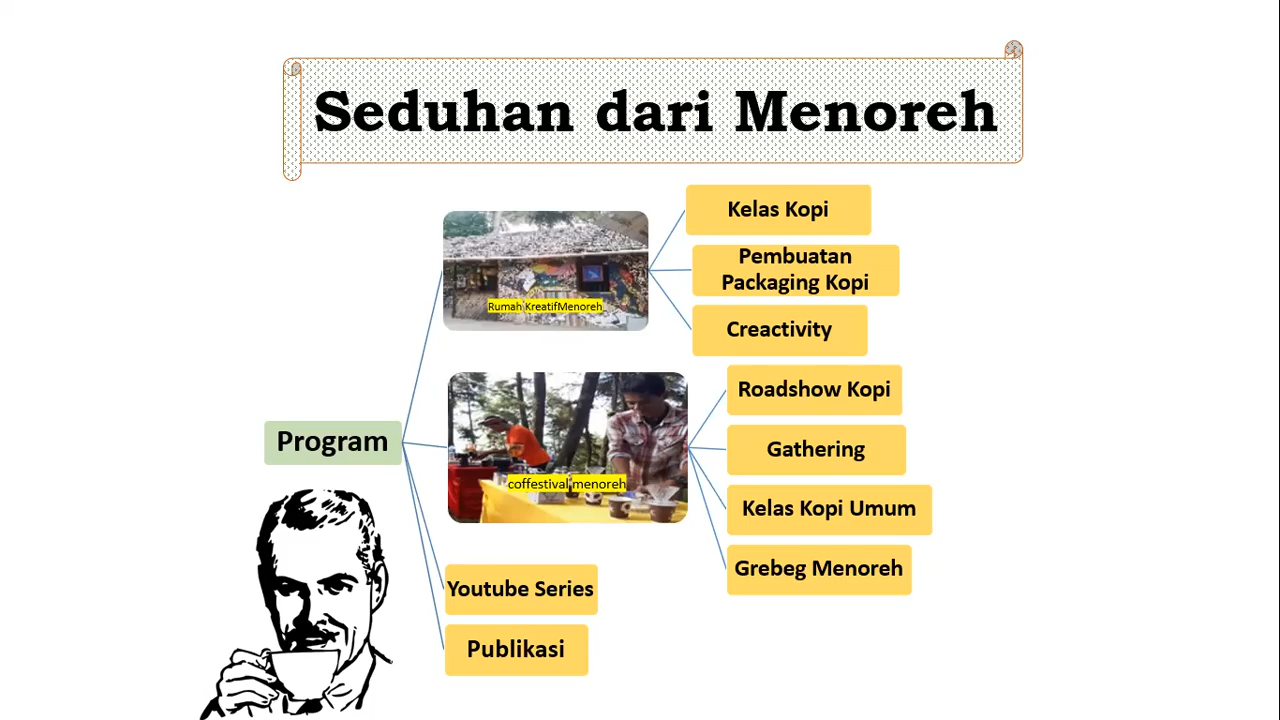 Seduhan dari Menoreh
Program
Rumah KreatifMenoreh
Kelas Kopi
Pembuatan
Packaging Kopi
Creactivity
coffestival menoreh
Roadshow Kopi
Gathering
Kelas Kopi Umum
Grebeg Menoreh
Youtube Series
Publikasi